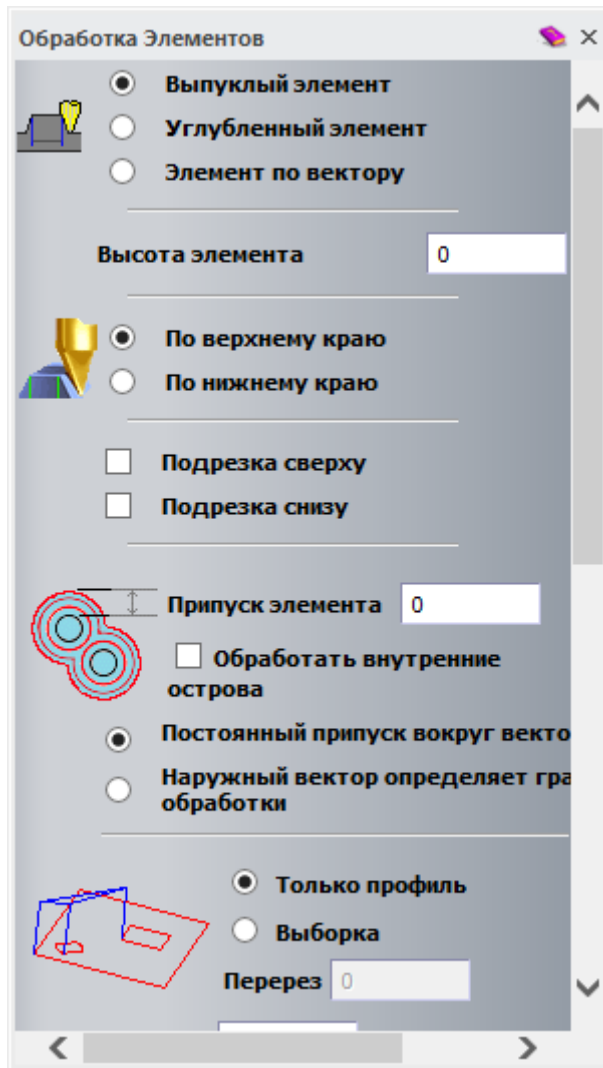 Обработка Элементов
Выпуклый элемент
Углубленный элемент
Элемент по вектору
Высота элемента 0
По верхнему краю
По нижнему краю
Подрезка сверху
Подрезка снизу
Припуск элемента 0
Обработать внутренние
острова
Постоянный припуск вокруг векто
Наружный вектор определяет гра
обработки
Только профиль
Выборка
Перерез 0